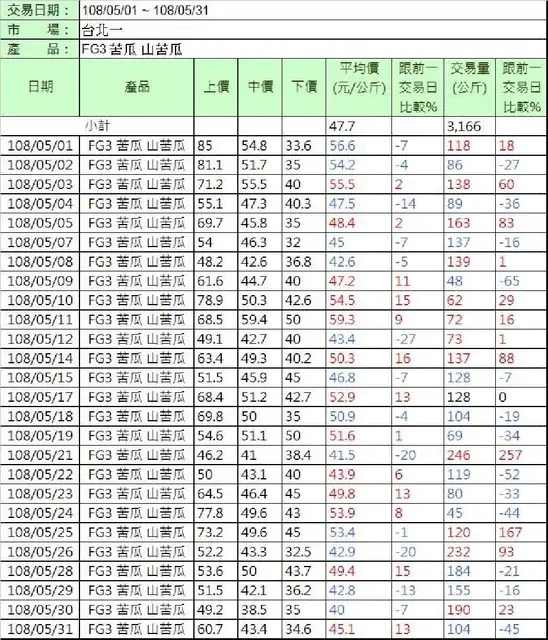 交易日期： 108/05/01 ~ 108/05/31
市 場： 台北一
產 品： FG3 苦瓜 山苦瓜
日期 產品 上價 中價 下價 平均價 (元/公斤) 跟前一交易日比較% 交易量 (公斤) 跟前一交易日比較%
小計 47.7 3,166
108/05/01 FG3 苦瓜 山苦瓜 85 54.8 33.6 56.6 -7 118 18
108/05/02 FG3 苦瓜 山苦瓜 81.1 51.7 35 54.2 -4 86 -27
108/05/03 FG3 苦瓜 山苦瓜 71.2 55.5 40 55.5 2 138 60
108/05/04 FG3 苦瓜 山苦瓜 55.1 47.3 40.3 47.5 -14 89 -36
108/05/05 FG3 苦瓜 山苦瓜 69.7 45.8 35 48.4 2 163 83
108/05/07 FG3 苦瓜 山苦瓜 54 46.3 32 45 -7 137 -16
108/05/08 FG3 苦瓜 山苦瓜 48.2 42.6 36.8 42.6 -5 139 1
108/05/09 FG3 苦瓜 山苦瓜 61.6 44.7 40 47.2 11 48 -65
108/05/10 FG3 苦瓜 山苦瓜 78.9 50.3 42.6 54.5 15 62 29
108/05/11 FG3 苦瓜 山苦瓜 68.5 59.4 50 59.3 9 72 16
108/05/12 FG3 苦瓜 山苦瓜 49.1 42.7 40 43.4 -27 73 1
108/05/14 FG3 苦瓜 山苦瓜 63.4 49.3 40.2 50.3 16 137 88
108/05/15 FG3 苦瓜 山苦瓜 51.5 45.9 45 46.8 -7 128 -7
108/05/17 FG3 苦瓜 山苦瓜 68.4 51.2 42.7 52.9 13 128 0
108/05/18 FG3 苦瓜 山苦瓜 69.8 50 35 50.9 -4 104 -19
108/05/19 FG3 苦瓜 山苦瓜 54.6 51.1 50 51.6 1 69 -34
108/05/21 FG3 苦瓜 山苦瓜 46.2 41 38.4 41.5 -20 246 257
108/05/22 FG3 苦瓜 山苦瓜 50 43.1 40 43.9 6 119 -52
108/05/23 FG3 苦瓜 山苦瓜 64.5 46.4 45 49.8 13 80 -33
108/05/24 FG3 苦瓜 山苦瓜 77.8 49.6 43 53.9 8 45 -44
108/05/25 FG3 苦瓜 山苦瓜 73.2 49.6 45 53.4 -1 120 167
108/05/26 FG3 苦瓜 山苦瓜 52.2 43.3 32.5 42.9 -20 232 93
108/05/28 FG3 苦瓜 山苦瓜 53.6 50 43.7 49.4 15 184 -21
108/05/29 FG3 苦瓜 山苦瓜 51.5 42.1 36.2 42.8 -13 155 -16
108/05/30 FG3 苦瓜 山苦瓜 49.2 38.5 35 40 -7 190 23
108/05/31 FG3 苦瓜 山苦瓜 60.7 43.4 34.6 45.1 13 104 -45